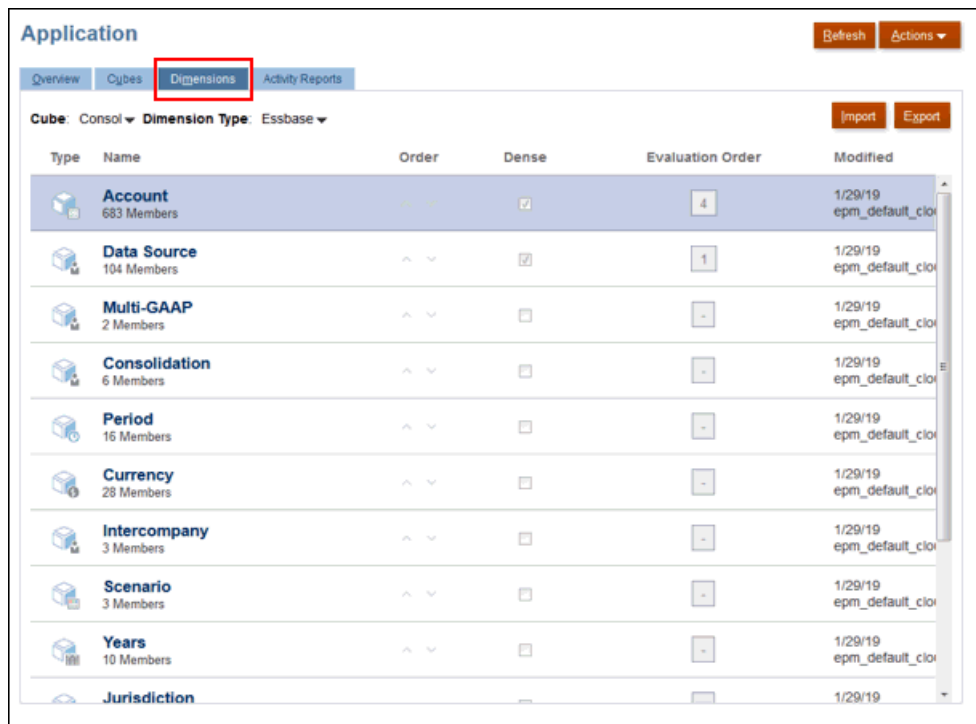 Application
Refresh Actions
Overview Cubes Dimensions Activity Reports
Cube: Consol Dimension Type: Essbase
Import Export
Type Name Order Dense Evaluation Order Modified
Account
683 Members
4
1/29/19
epm_default_clo
Data Source
104 Members
1
1/29/19
epm_default_clo
Multi-GAAP
2 Members
-
1/29/19
epm_default_clo
Consolidation
6 Members
-
1/29/19
epm_default_clo
Period
16 Members
-
1/29/19
epm_default_clo
Currency
28 Members
-
1/29/19
epm_default_clo
Intercompany
3 Members
-
1/29/19
epm_default_clo
Scenario
3 Members
-
1/29/19
epm_default_clo
Years
10 Members
-
1/29/19
epm_default_clo
Jurisdiction
1/29/19